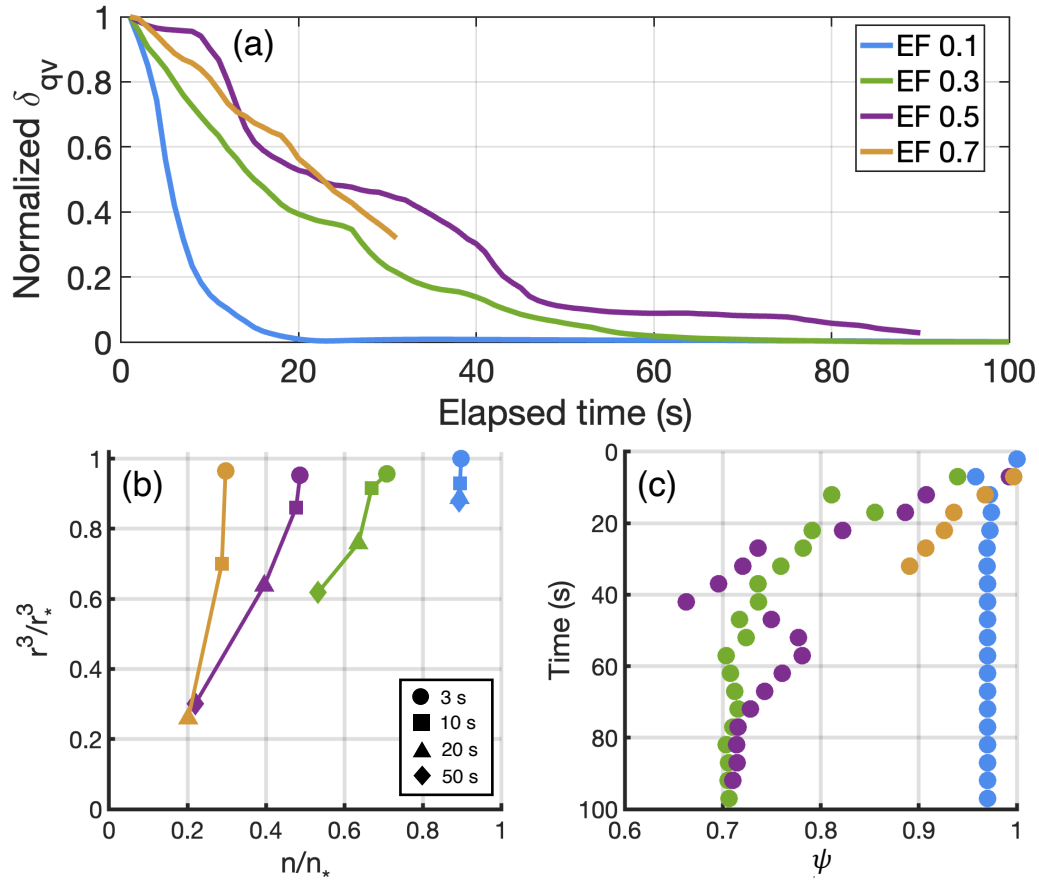 (a)
EF 0.1
EF 0.3
EF 0.5
EF 0.7
Normalized δqv
1
0.8
0.6
0.4
0.2
0
0 20 40 60 80 100
Elapsed time (s)
(b)
r³/r*³
1
0.8
0.6
0.4
0.2
0
3 s
10 s
20 s
50 s
0 0.2 0.4 0.6 0.8 1
n/n*
(c)
Time (s)
0
20
40
60
80
100
0.6 0.7 0.8 0.9 1
ψ